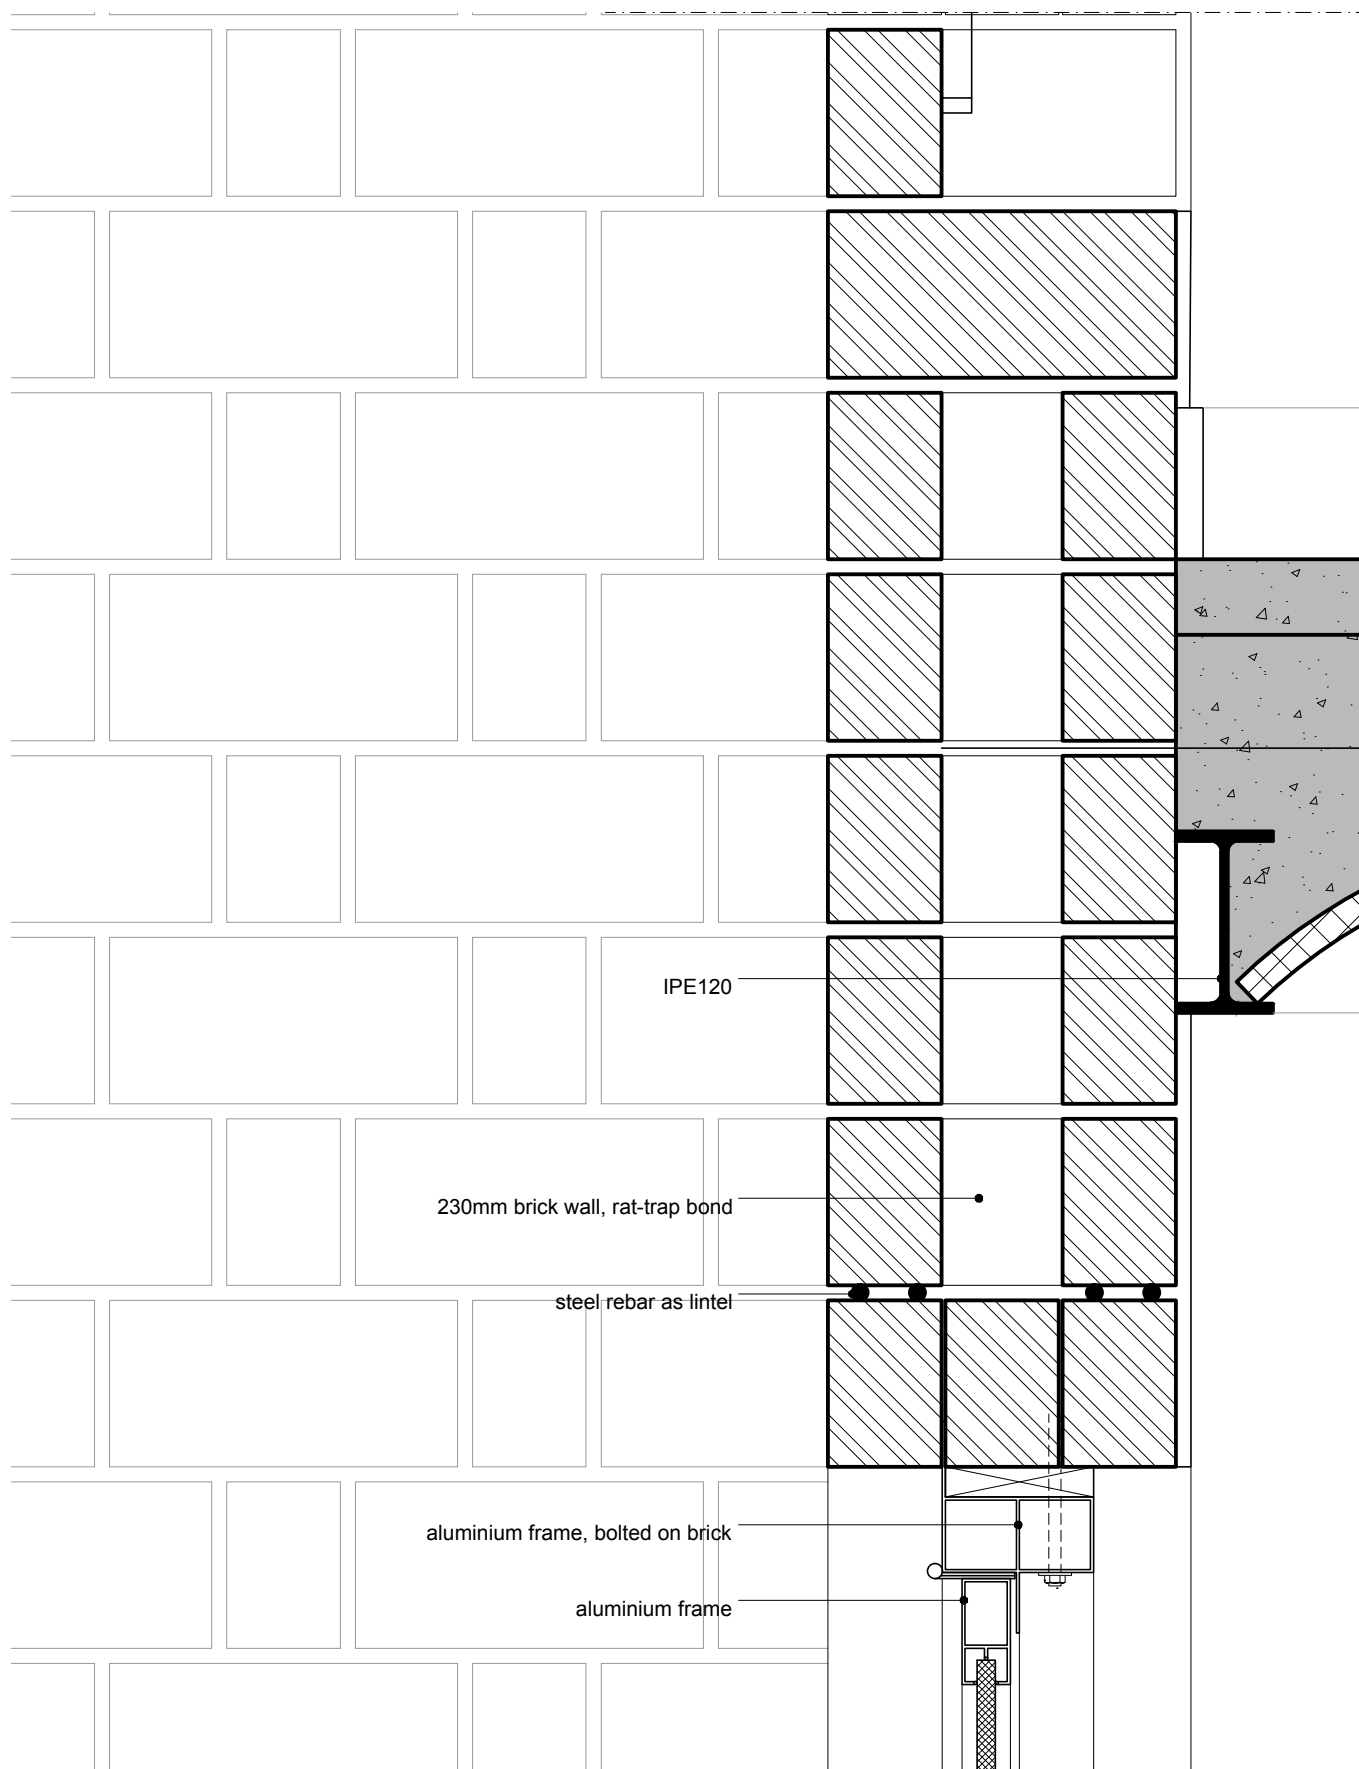 IPE120
230mm brick wall, rat-trap bond
steel rebar as lintel
aluminium frame, bolted on brick
aluminium frame